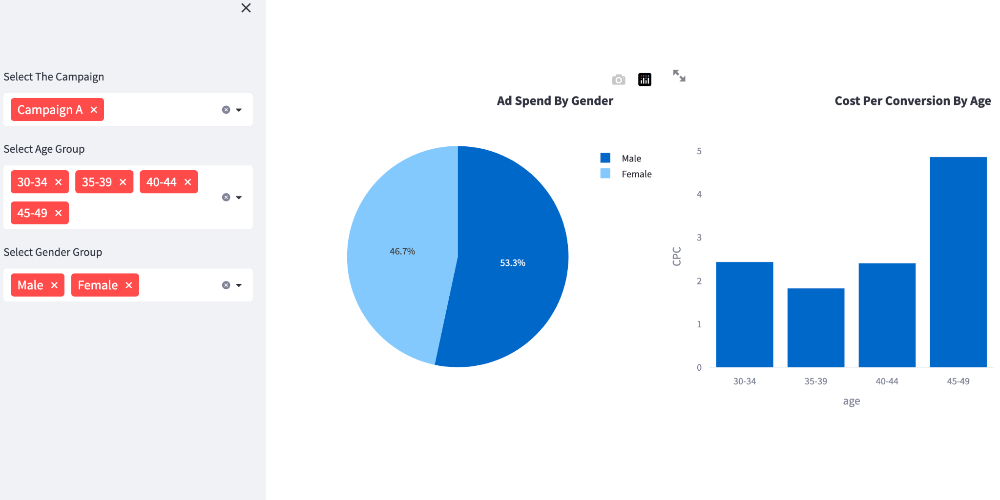 Select The Campaign
Campaign A
Select Age Group
30-34 35-39 40-44
45-49
Select Gender Group
Male Female
Ad Spend By Gender
Male
Female
46.7%
53.3%
Cost Per Conversion By Age
5
4
3
2
1
0
CPC
30-34 35-39 40-44 45-49
age